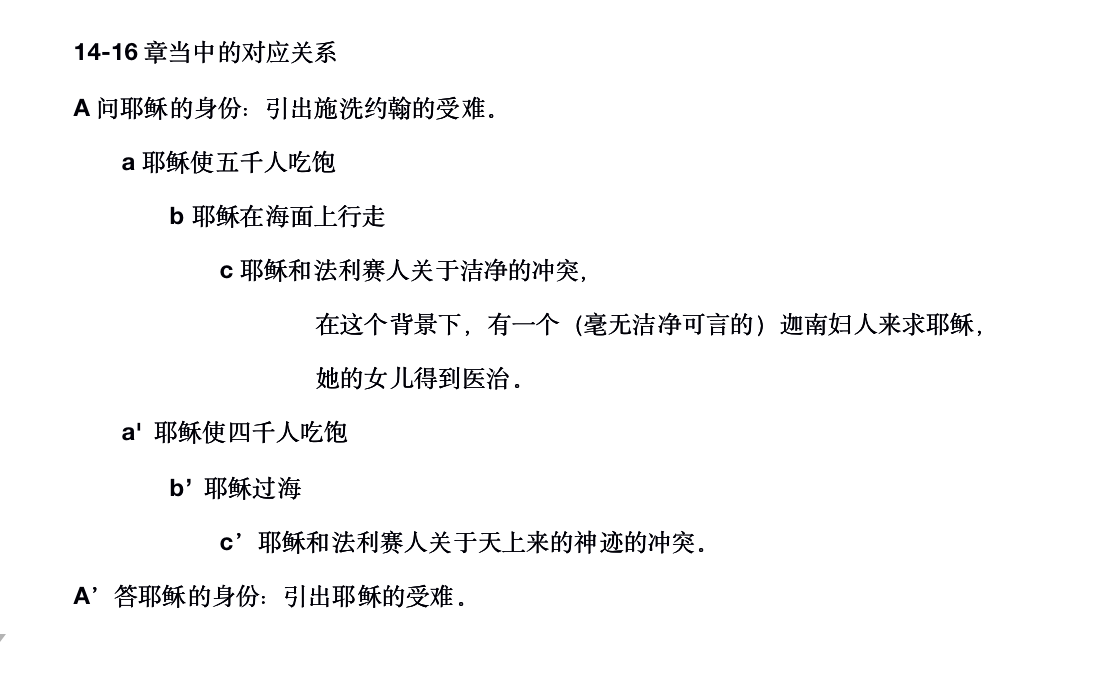 14-16 章当中的对应关系
A 问耶稣的身份：引出施洗约翰的受难．
a 耶稣使五千人吃饱
b 耶稣在海面上行走
c 耶稣和法利赛人关于洁净的冲突，
在这个背景下，有一个（毫无洁净可言的）迦南妇人来求耶稣，
她的女儿得到医治．
a' 耶稣使四千人吃饱
b’ 耶稣过海
c’ 耶稣和法利赛人关于天上来的神迹的冲突．
A’ 答耶稣的身份：引出耶稣的受难．